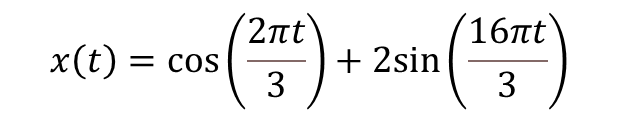 x(t) = cos(2πt/3) + 2sin(16πt/3)